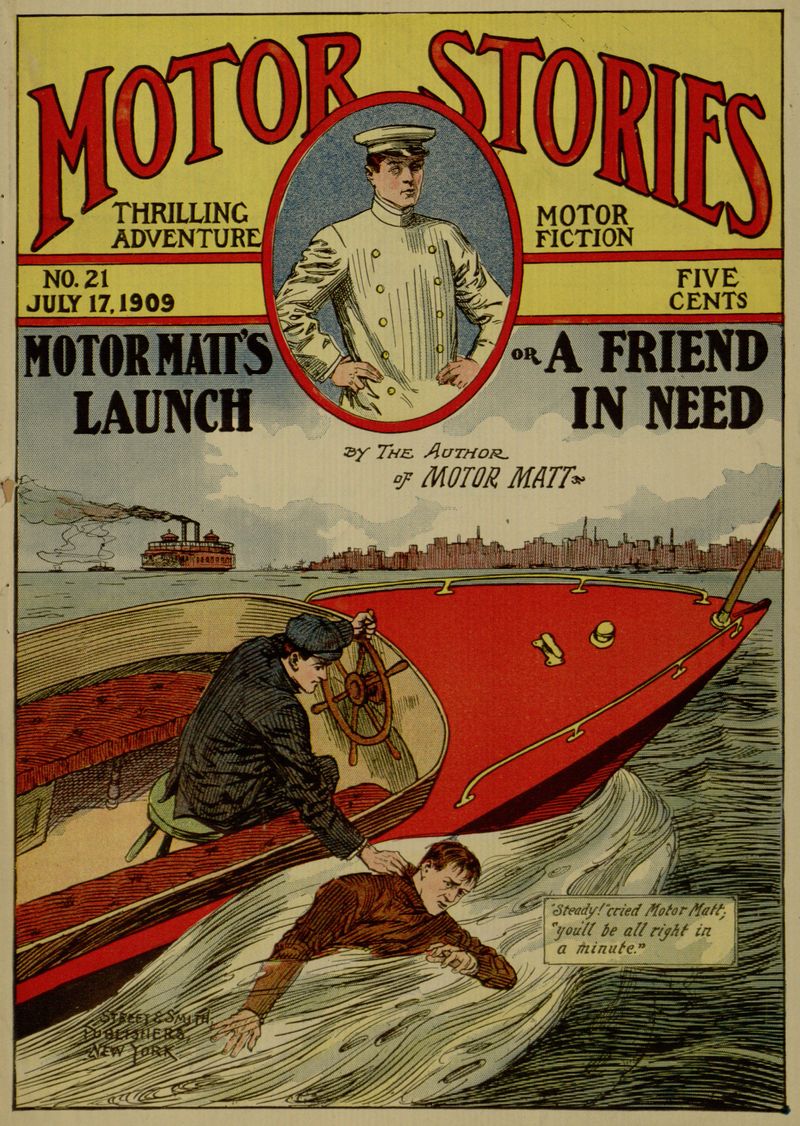 MOTOR STORIES
THRILLING
ADVENTURE
MOTOR
FICTION
NO. 21
JULY 17, 1909
FIVE
CENTS
MOTOR MATT'S
LAUNCH
OR A FRIEND
IN NEED
BY THE AUTHOR
OF MOTOR MATT
"Steady!" cried Motor Matt;
"you'll be all right in
a minute."
STREET & SMITH
PUBLISHERS,
NEW YORK.